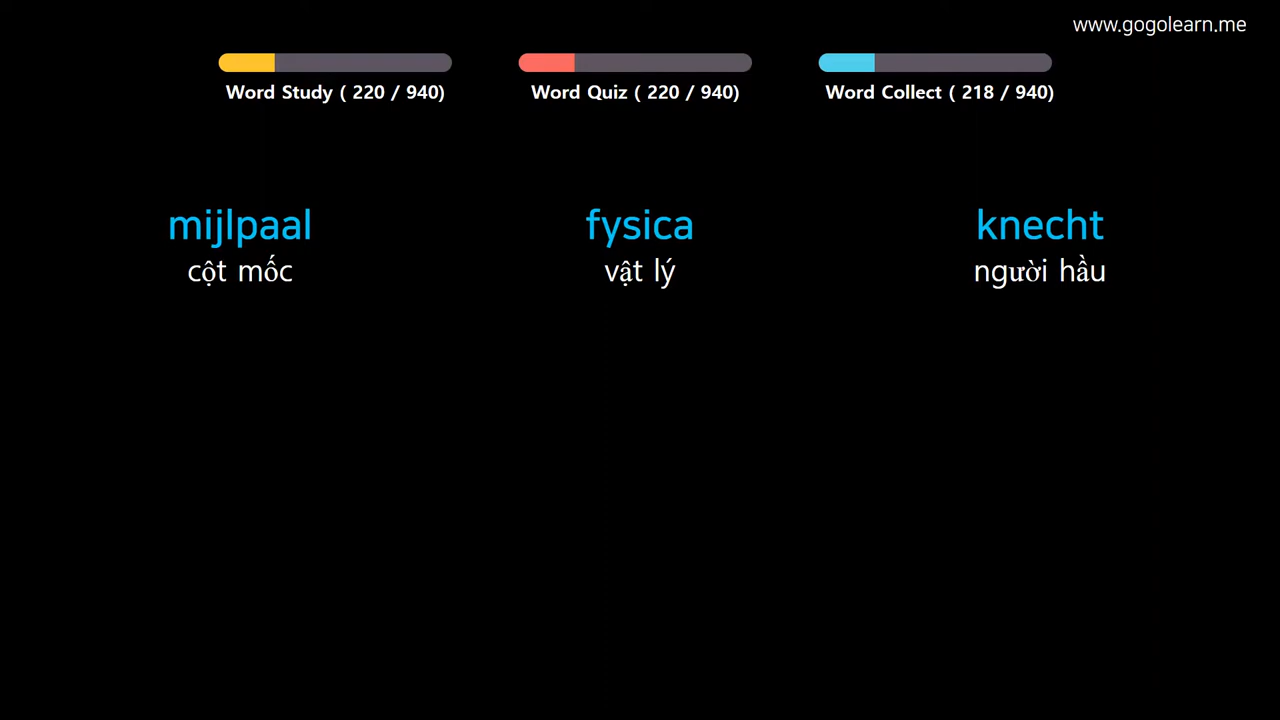 www.gogolearn.me
Word Study ( 220 / 940)
Word Quiz ( 220 / 940)
Word Collect ( 218 / 940)
mijlpaal
cột mốc
fysica
vật lý
knecht
người hầu